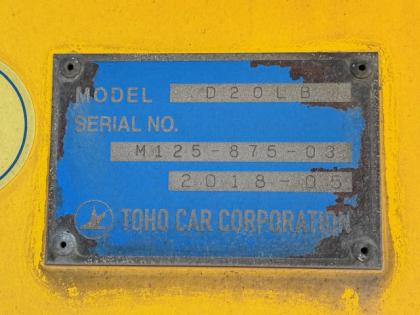 MODEL D20LB
SERIAL NO.
M125-875-03
2018-05
TOHO CAR CORPORATION